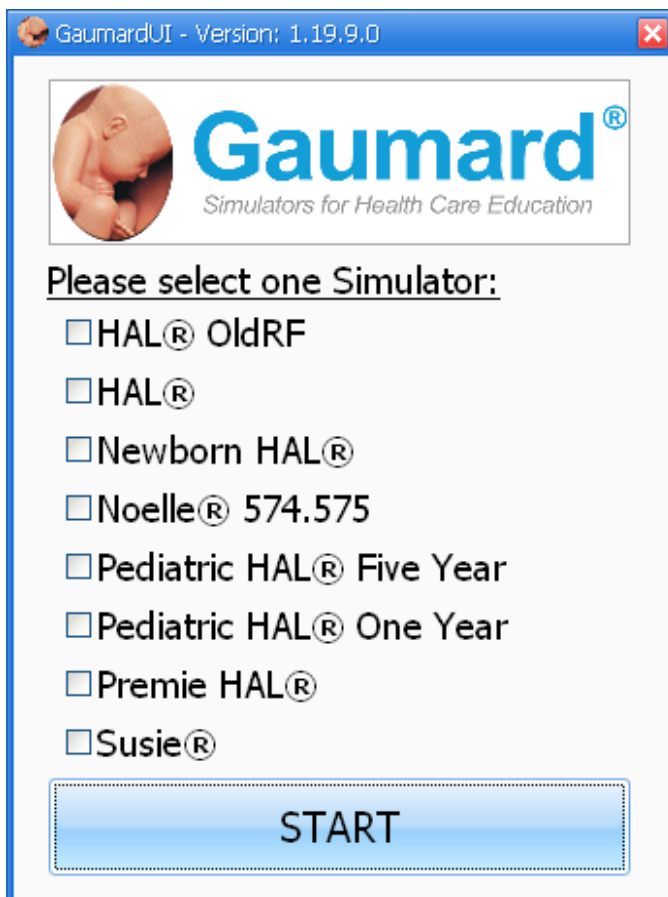 GaumardUI - Version: 1.19.9.0
Gaumard®
Simulators for Health Care Education
Please select one Simulator:
HAL® OldRF
HAL®
Newborn HAL®
Noelle® 574.575
Pediatric HAL® Five Year
Pediatric HAL® One Year
Premie HAL®
Susie®
START